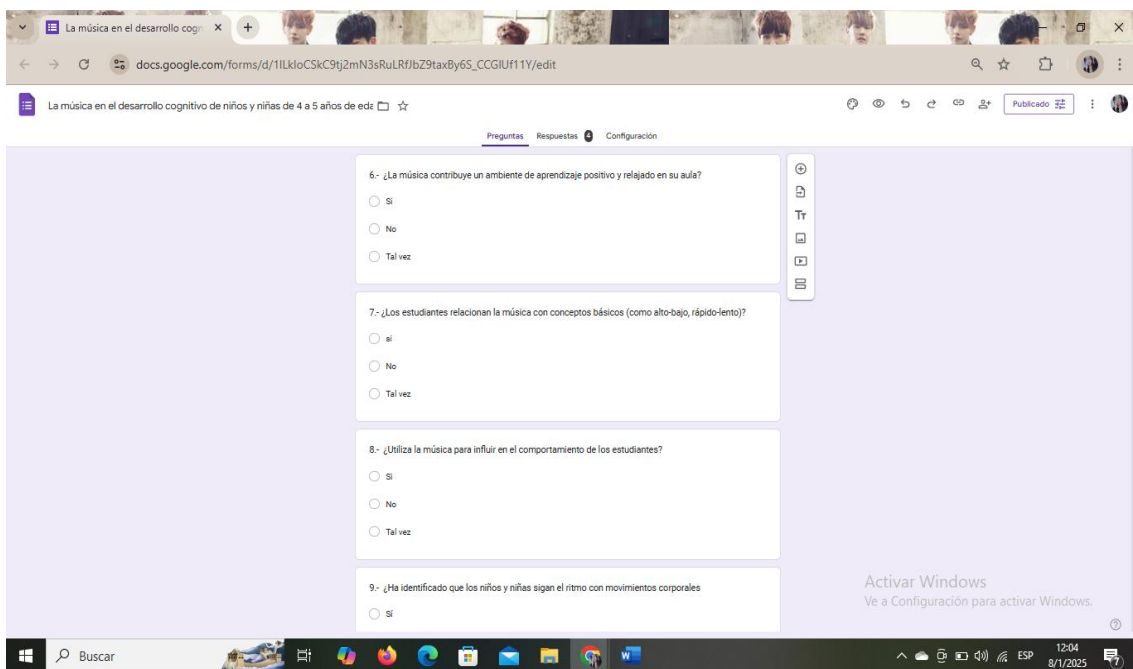 La música en el desarrollo cogn
docs.google.com/forms/d/1ILkIoCSkC9tj2mN3sRuLRfJbZ9taxBy6S_CCGIUf11Y/edit
La música en el desarrollo cognitivo de niños y niñas de 4 a 5 años de eda
Publicado
Preguntas Respuestas 4 Configuración
6.- ¿La música contribuye un ambiente de aprendizaje positivo y relajado en su aula?
Si
No
Tal vez
Tт
7.- ¿Los estudiantes relacionan la música con conceptos básicos (como alto-bajo, rápido-lento)?
sí
No
Tal vez
8.- ¿Utiliza la música para influir en el comportamiento de los estudiantes?
Si
No
Tal vez
9.- ¿Ha identificado que los niños y niñas sigan el ritmo con movimientos corporales
Sí
Activar Windows
Ve a Configuración para activar Windows.
Buscar
ESP
12:04
8/1/2025
7